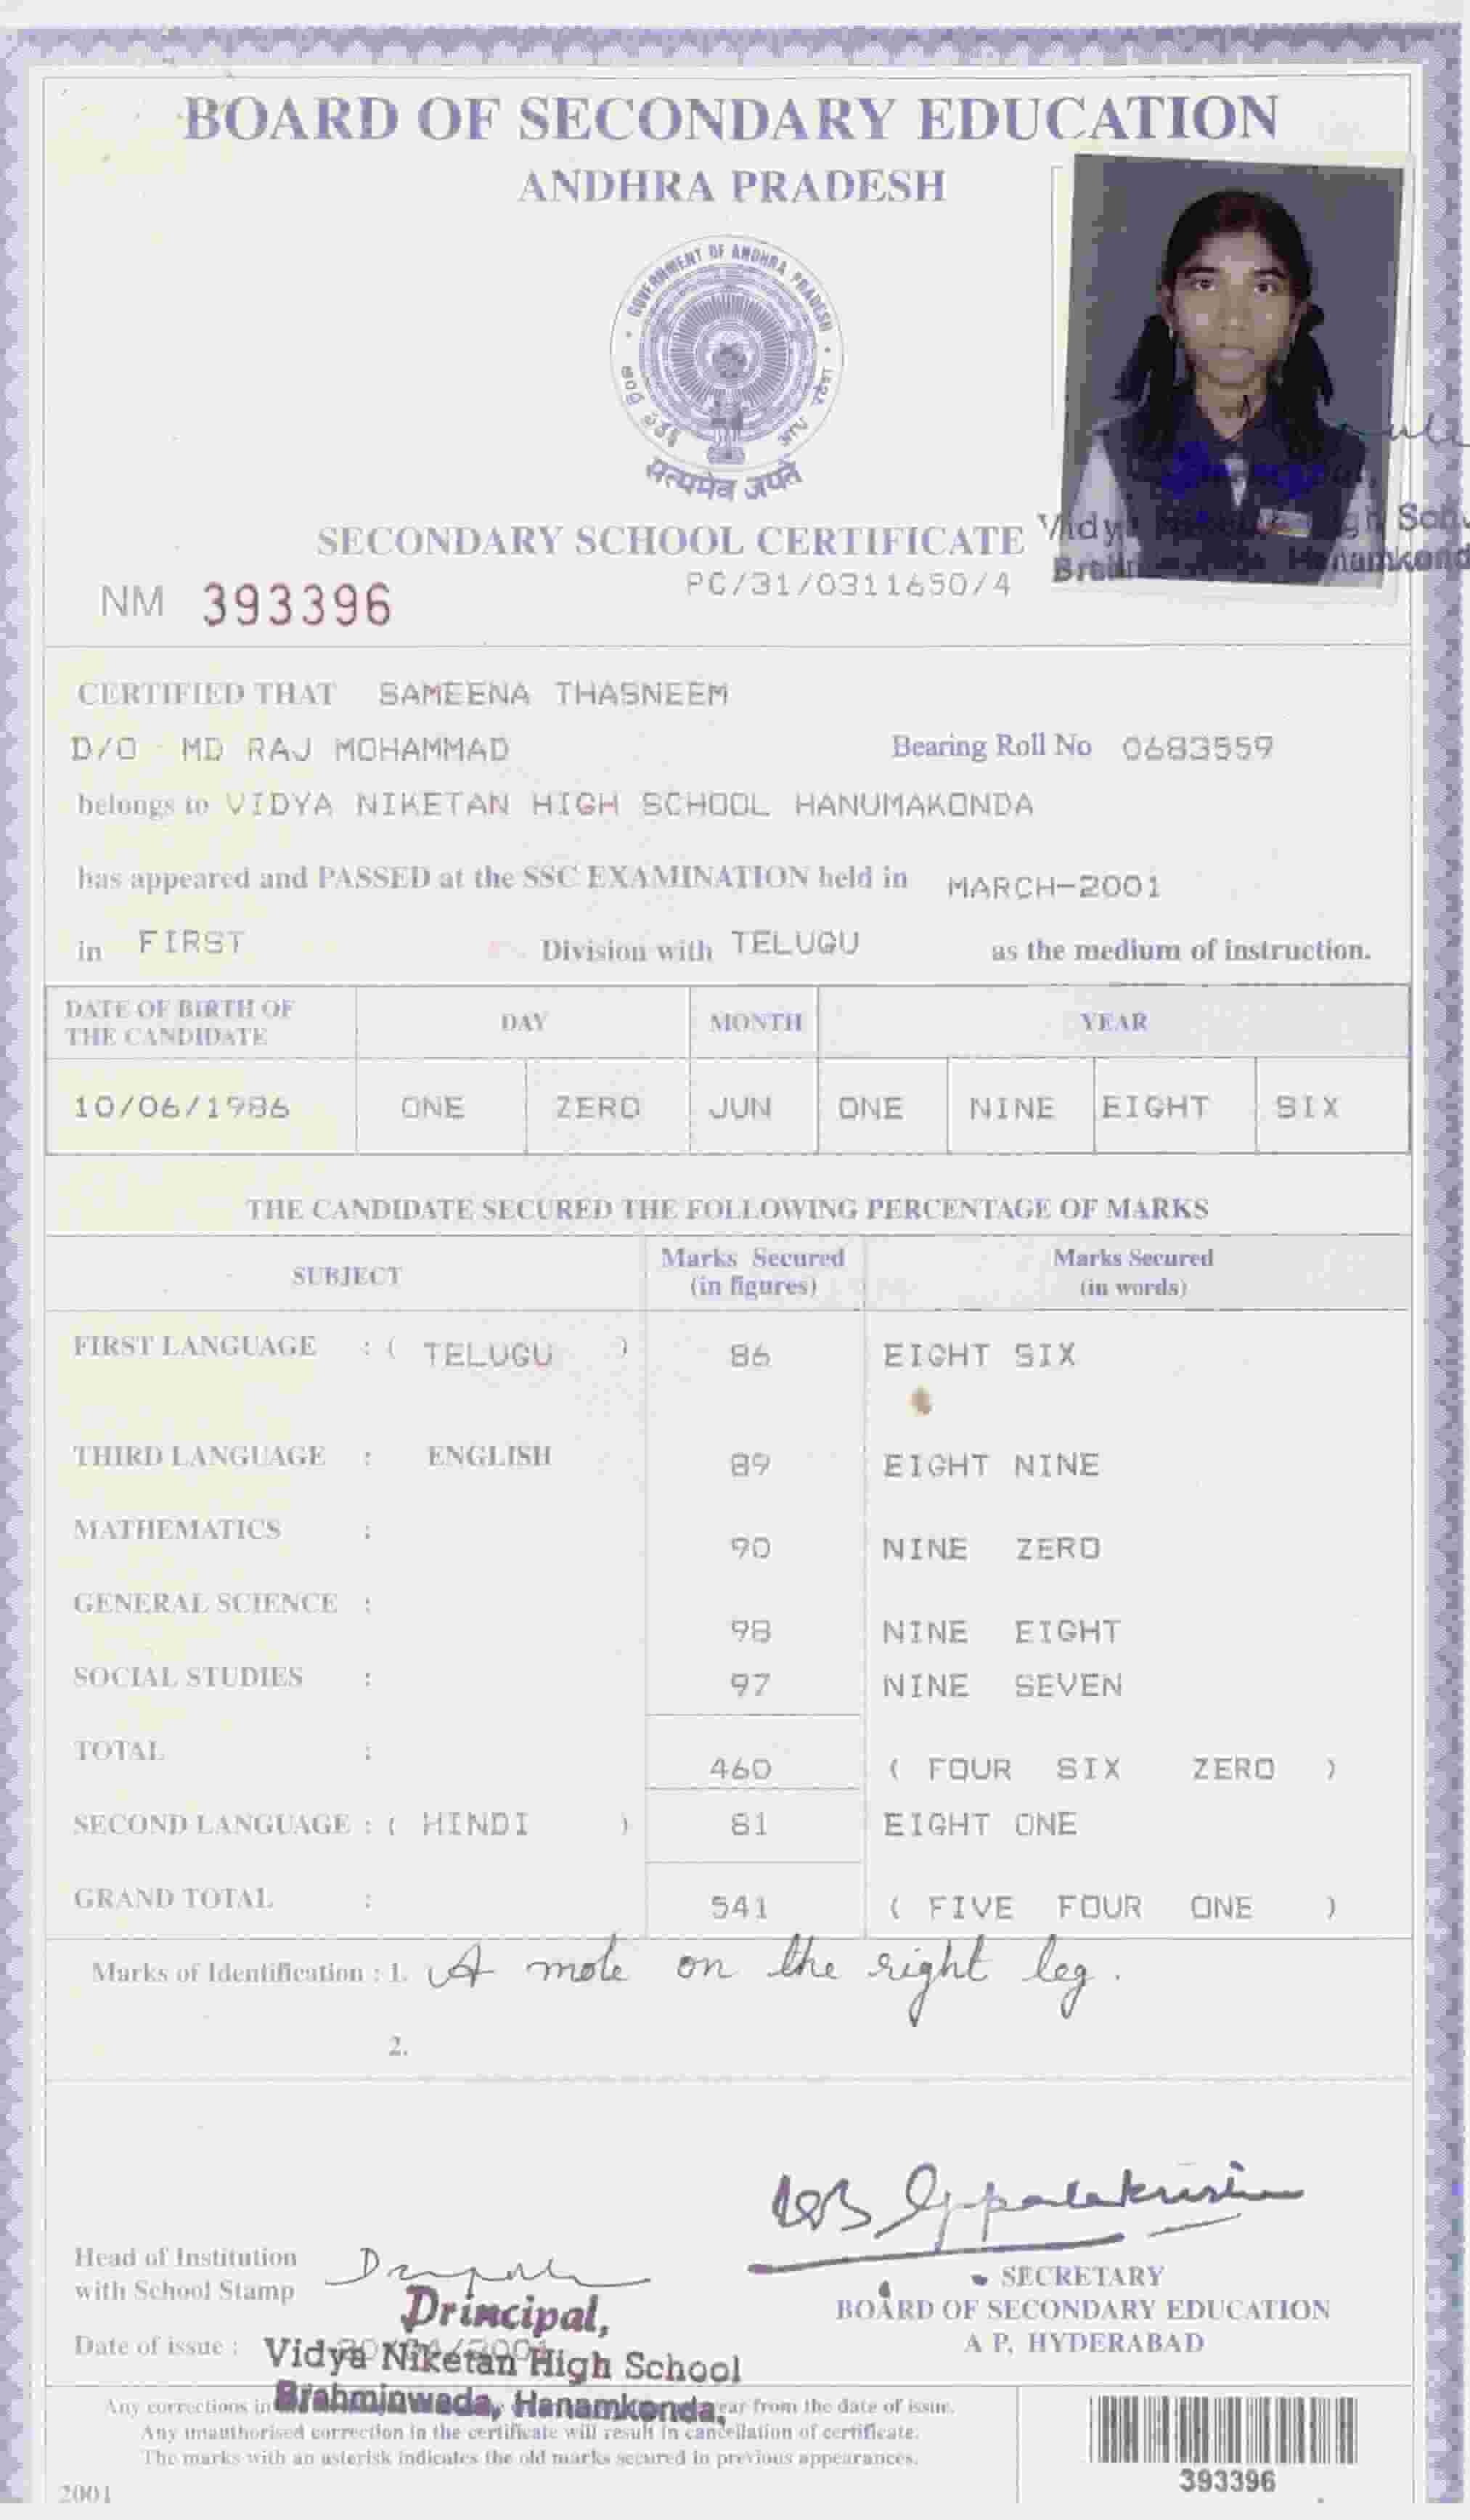 BOARD OF SECONDARY EDUCATION
ANDHRA PRADESH
GOVERNMENT OF ANDHRA PRADESH
सत्यमेव जयते
SECONDARY SCHOOL CERTIFICATE
PC/31/0311650/4
NM 393396
CERTIFIED THAT SAMEENA THASNEEM
D/O MD RAJ MOHAMMAD Bearing Roll No 0683559
belongs to VIDYA NIKETAN HIGH SCHOOL HANUMAKONDA
has appeared and PASSED at the SSC EXAMINATION held in MARCH-2001
in FIRST Division with TELUGU as the medium of instruction.
DATE OF BIRTH OF THE CANDIDATE DAY MONTH YEAR
10/06/1986 ONE ZERO JUN ONE NINE EIGHT SIX
THE CANDIDATE SECURED THE FOLLOWING PERCENTAGE OF MARKS
SUBJECT Marks Secured (in figures) Marks Secured (in words)
FIRST LANGUAGE : ( TELUGU ) 86 EIGHT SIX
THIRD LANGUAGE : ENGLISH 89 EIGHT NINE
MATHEMATICS : 90 NINE ZERO
GENERAL SCIENCE : 98 NINE EIGHT
SOCIAL STUDIES : 97 NINE SEVEN
TOTAL : 460 ( FOUR SIX ZERO )
SECOND LANGUAGE : ( HINDI ) 81 EIGHT ONE
GRAND TOTAL : 541 ( FIVE FOUR ONE )
Marks of Identification : 1. A mole on the right leg.
2.
Head of Institution
with School Stamp
Principal,
SECRETARY
BOARD OF SECONDARY EDUCATION
A P, HYDERABAD
Date of issue : Vidya Niketan High School
Brahminwada, Hanamkonda,
Any corrections in year from the date of issue.
Any unauthorised correction in the certificate will result in cancellation of certificate.
The marks with an asterisk indicates the old marks secured in previous appearances.
393396
2001